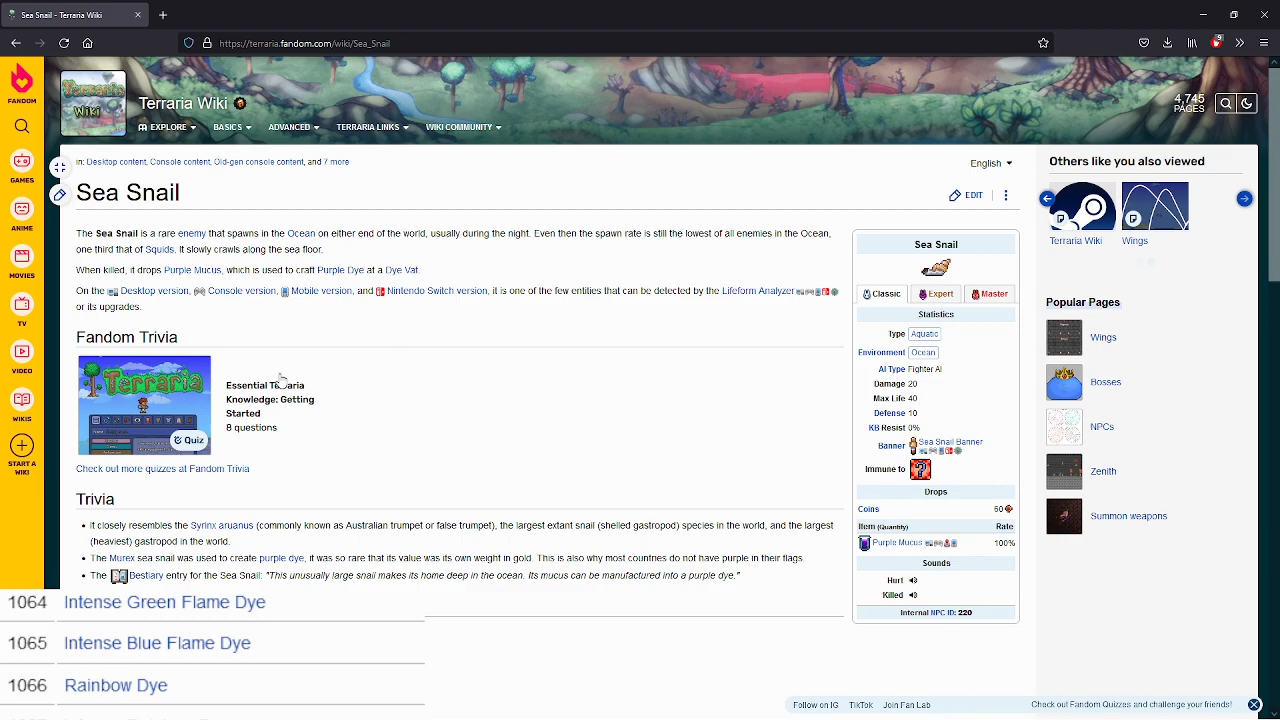 Sea Snail - Terraria Wiki
https://terraria.fandom.com/wiki/Sea_Snail
9
FANDOM
GAMES
ANIME
MOVIES
TV
VIDEO
WIKIS
START A
WIKI
Terraria
Wiki
Terraria Wiki
EXPLORE
BASICS
ADVANCED
TERRARIA LINKS
WIKI COMMUNITY
4,745
PAGES
in: Desktop content, Console content, Old-gen console content, and 7 more
English
Sea Snail
EDIT
The Sea Snail is a rare enemy that spawns in the Ocean on either end of the world, usually during the night. Even then the spawn rate is still the lowest of all enemies in the Ocean,
one third that of Squids. It slowly crawls along the sea floor.
When killed, it drops Purple Mucus, which is used to craft Purple Dye at a Dye Vat.
On the Desktop version, Console version, Mobile version, and Nintendo Switch version, it is one of the few entities that can be detected by the Lifeform Analyzer
or its upgrades.
Fandom Trivia
Terraria
Quiz
Essential Terraria
Knowledge: Getting
Started
8 questions
Check out more quizzes at Fandom Trivia
Trivia
It closely resembles the Syrinx aruanus (commonly known as Australian trumpet or false trumpet), the largest extant snail (shelled gastropod) species in the world, and the largest
(heaviest) gastropod in the world.
The Murex sea snail was used to create purple dye, and was so rare that its value was its own weight in gold. This is also why most countries do not have purple in their flags.
The Bestiary entry for the Sea Snail: "This unusually large snail makes its home deep in the ocean. Its mucus can be manufactured into a purple dye."
Sea Snail
Classic
Expert
Master
Statistics
Type Aquatic
Environment Ocean
AI Type Fighter AI
Damage 20
Max Life 40
Defense 10
KB Resist 0%
Banner Sea Snail Banner
Immune to ?
Drops
Coins 60
Item (Quantity) Rate
Purple Mucus 100%
Sounds
Hurt
Killed
Internal NPC ID: 220
Others like you also viewed
Terraria Wiki
Wings
Popular Pages
Wings
Bosses
NPCs
Zenith
Summon weapons
1064 Intense Green Flame Dye
1065 Intense Blue Flame Dye
1066 Rainbow Dye
Follow on IG
TikTok
Join Fan Lab
Check out Fandom Quizzes and challenge your friends!